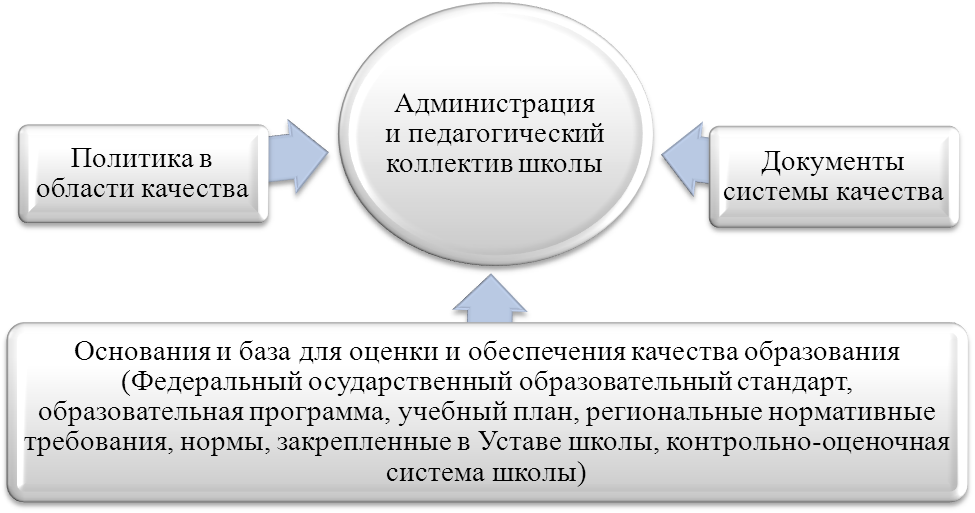 Администрация
и педагогический
коллектив школы
Политика в
области качества
Документы
системы качества
Основания и база для оценки и обеспечения качества образования
(Федеральный осударственный образовательный стандарт,
образовательная программа, учебный план, региональные нормативные
требования, нормы, закрепленные в Уставе школы, контрольно-оценочная
система школы)